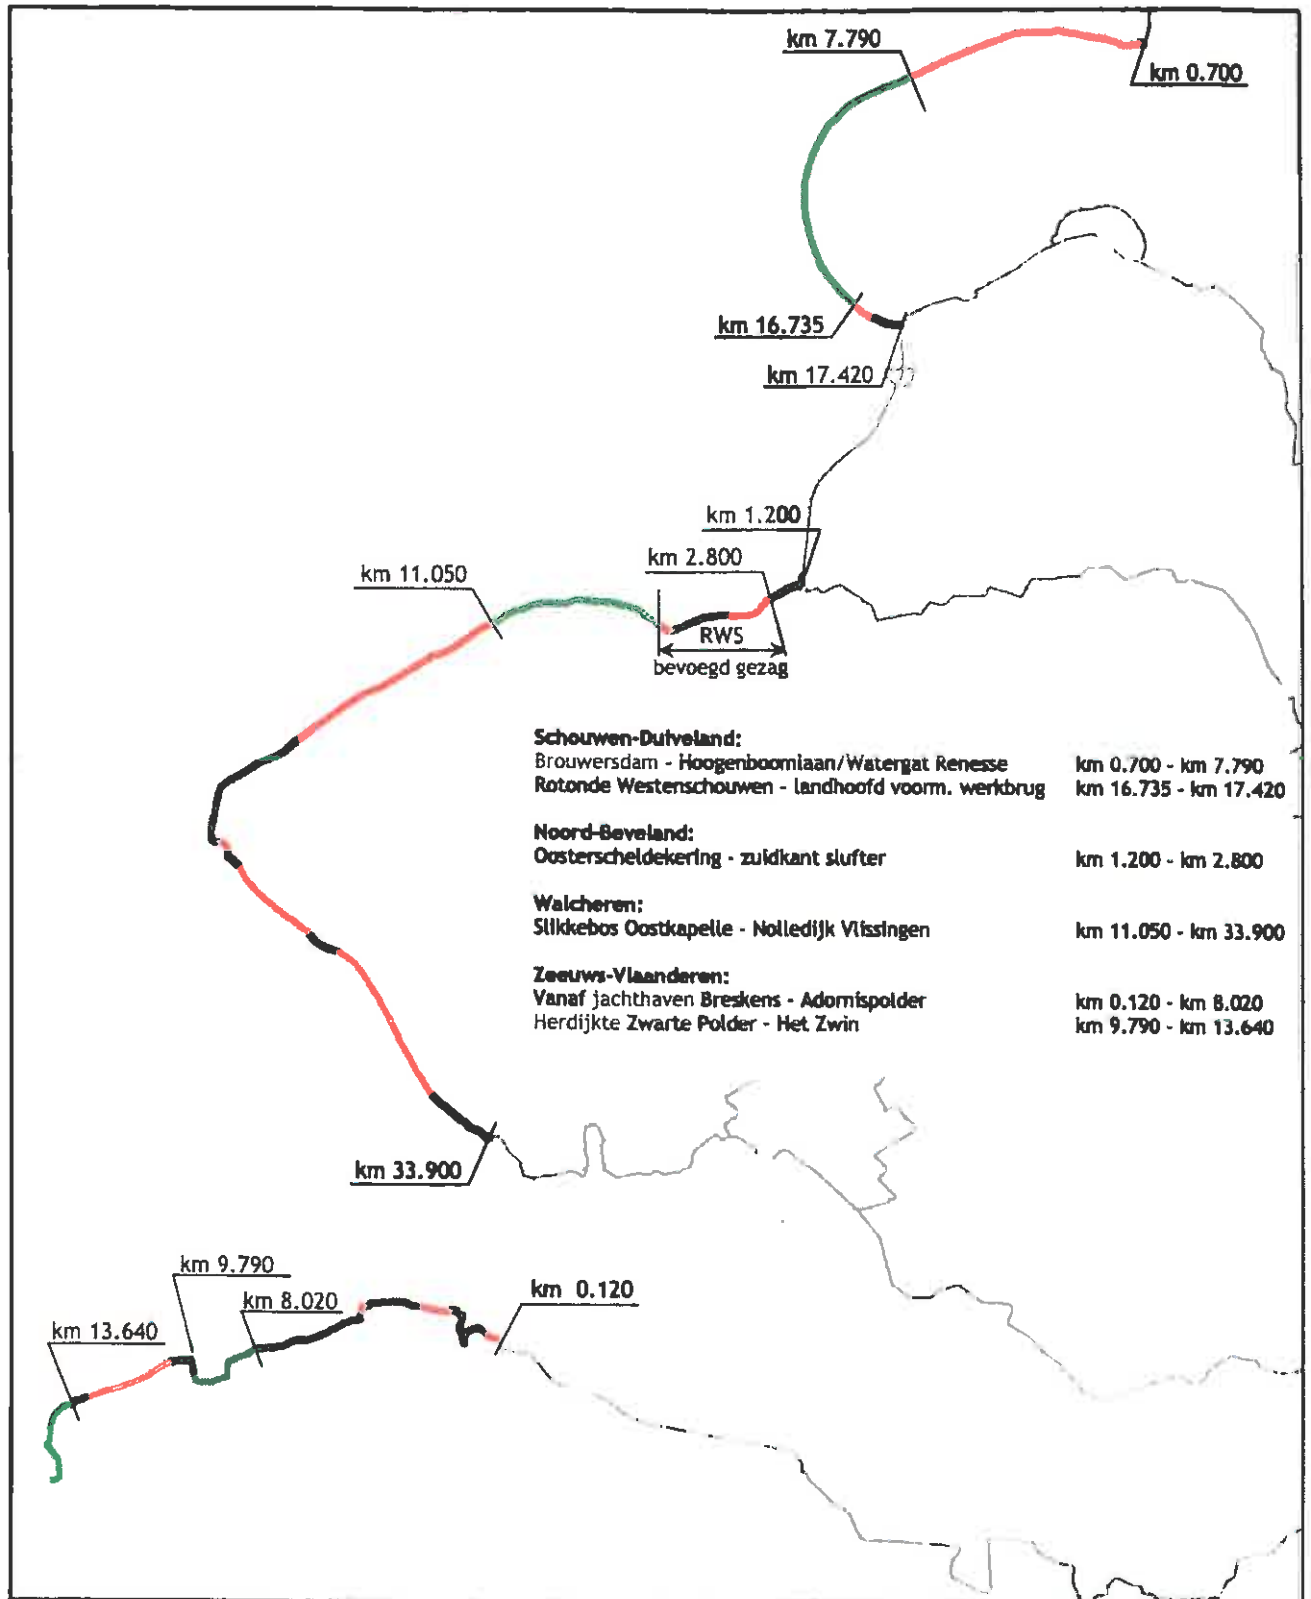 km 7.790
km 0.700
km 16.735
km 17.420
km 1.200
km 2.800
km 11.050
RWS
bevoegd gezag
Schouwen-Duiveland:
Brouwersdam - Hoogenboomlaan/Watergat Renesse km 0.700 - km 7.790
Rotonde Westenschouwen - landhoofd voorm. werkbrug km 16.735 - km 17.420
Noord-Beveland:
Oosterscheldekering - zuidkant slufter km 1.200 - km 2.800
Walcheren:
Slikkebos Oostkapelle - Nolledijk Vlissingen km 11.050 - km 33.900
Zeeuws-Vlaanderen:
Vanaf jachthaven Breskens - Adornispolder km 0.120 - km 8.020
Herdijkte Zwarte Polder - Het Zwin km 9.790 - km 13.640
km 33.900
km 9.790
km 8.020
km 0.120
km 13.640